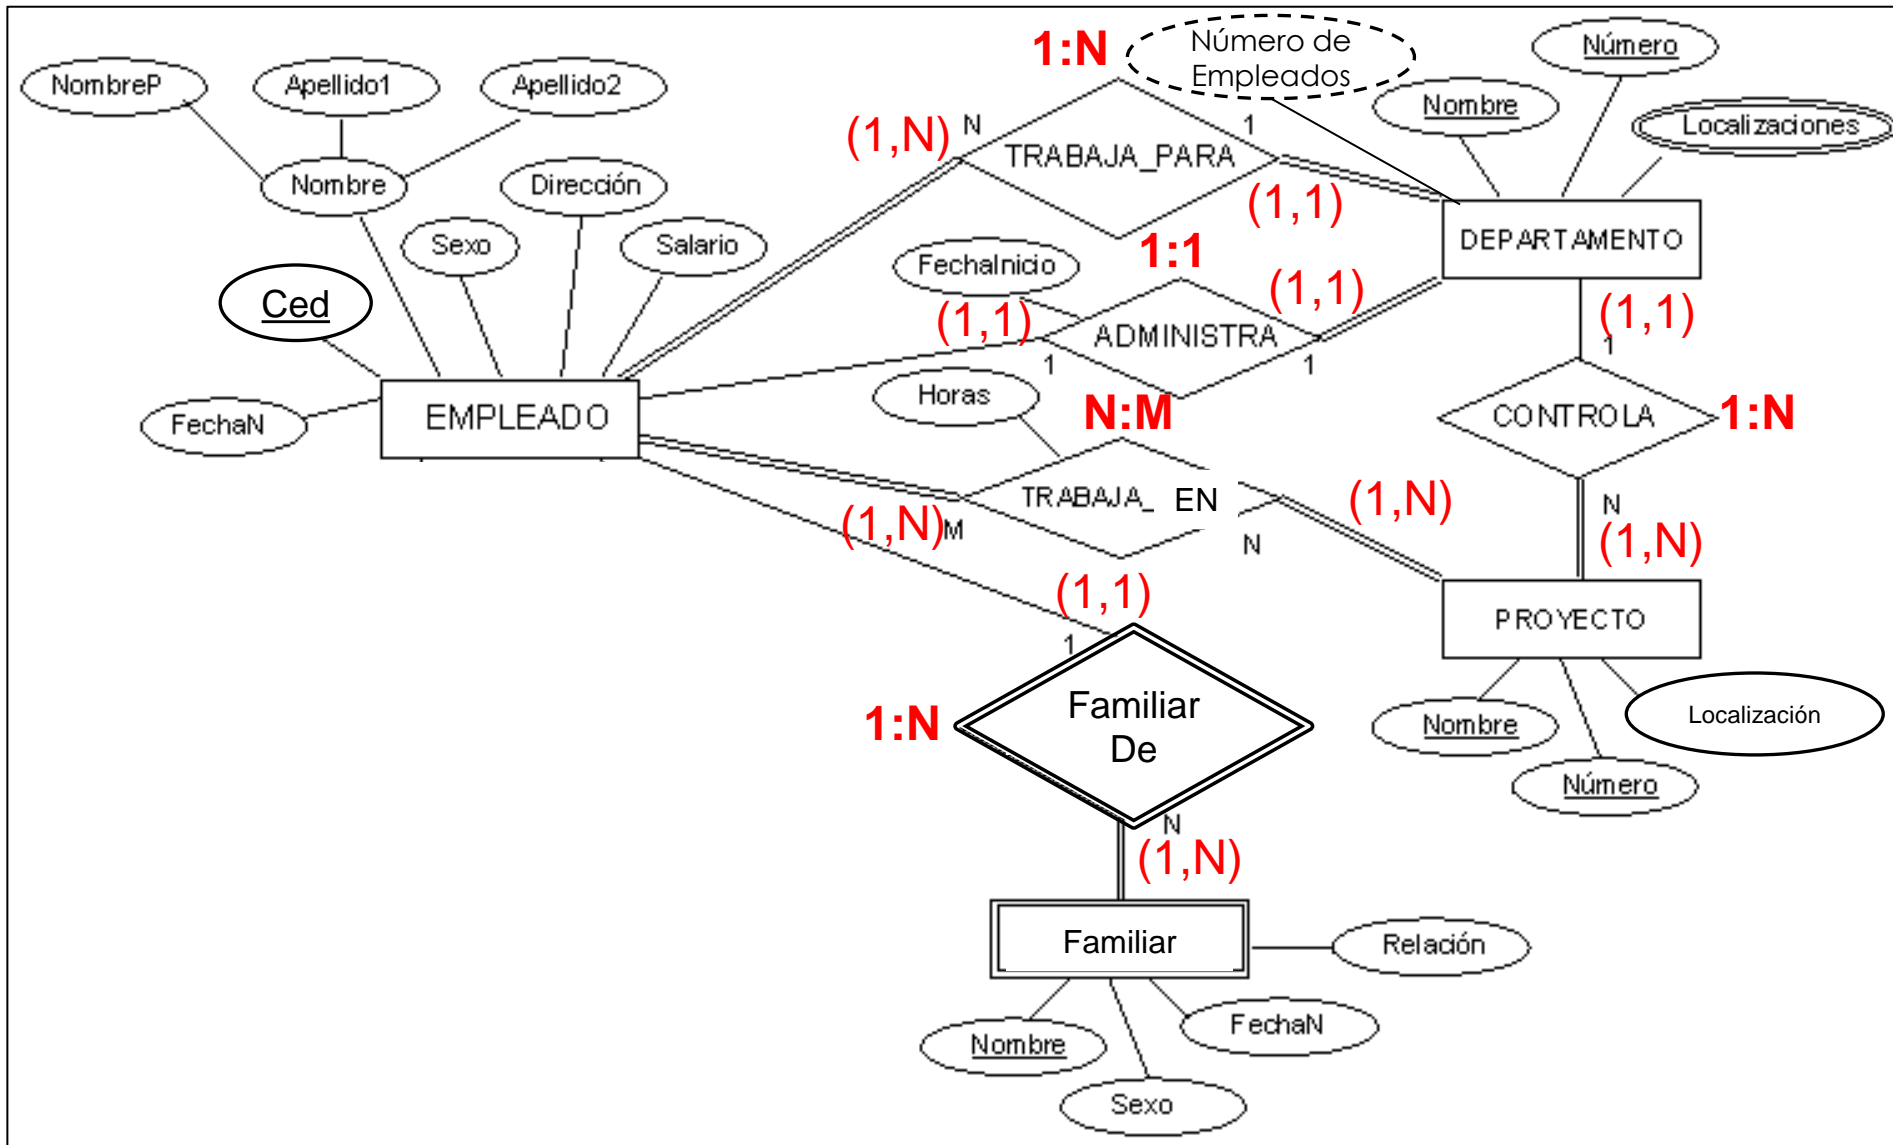 1:N
Número de
Empleados
Número
NombreP
Apellido1
Apellido2
Nombre
Localizaciones
(1,N)
N
1
TRABAJA_PARA
Nombre
Dirección
(1,1)
Sexo
Salario
DEPARTAMENTO
FechaInicio
1:1
(1,1)
Ced
(1,1)
ADMINISTRA
(1,1)
1
1
1
Horas
N:M
CONTROLA
1:N
FechaN
EMPLEADO
TRABAJA_ EN
(1,N)
N
(1,N)
M
N
(1,N)
(1,1)
PROYECTO
1
Familiar
De
1:N
Nombre
Localización
Número
N
(1,N)
Familiar
Relación
FechaN
Nombre
Sexo